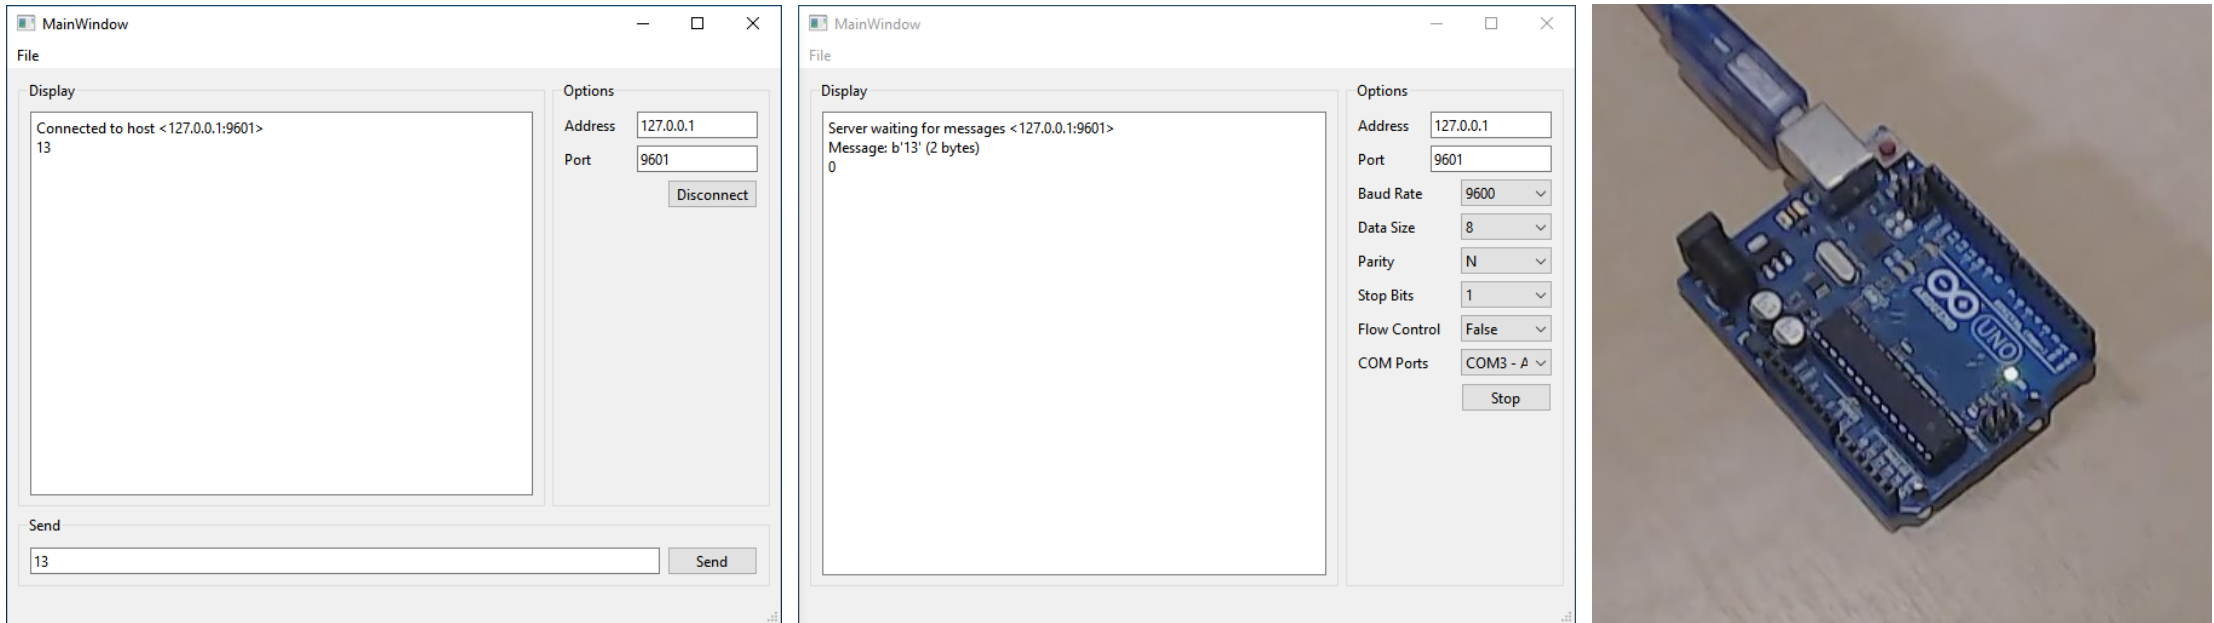 MainWindow
File
Display
Connected to host <127.0.0.1:9601>
13
Options
Address 127.0.0.1
Port 9601
Disconnect
Send
13 Send
MainWindow
File
Display
Server waiting for messages <127.0.0.1:9601>
Message: b'13' (2 bytes)
0
Options
Address 127.0.0.1
Port 9601
Baud Rate 9600
Data Size 8
Parity N
Stop Bits 1
Flow Control False
COM Ports COM3 - A
Stop
ARDUINO
UNO